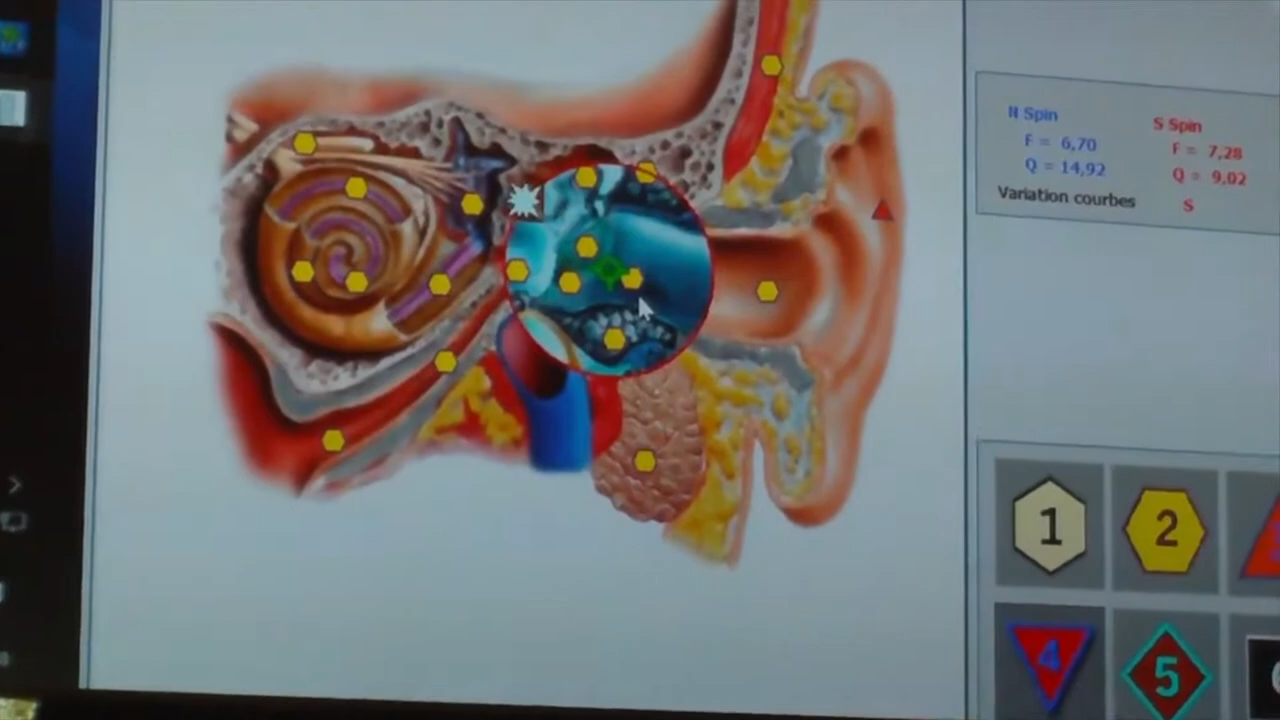 N Spin
F = 6,70
Q = 14,92
S Spin
F = 7,28
Q = 9,02
Variation courbes
S
1
2
4
5